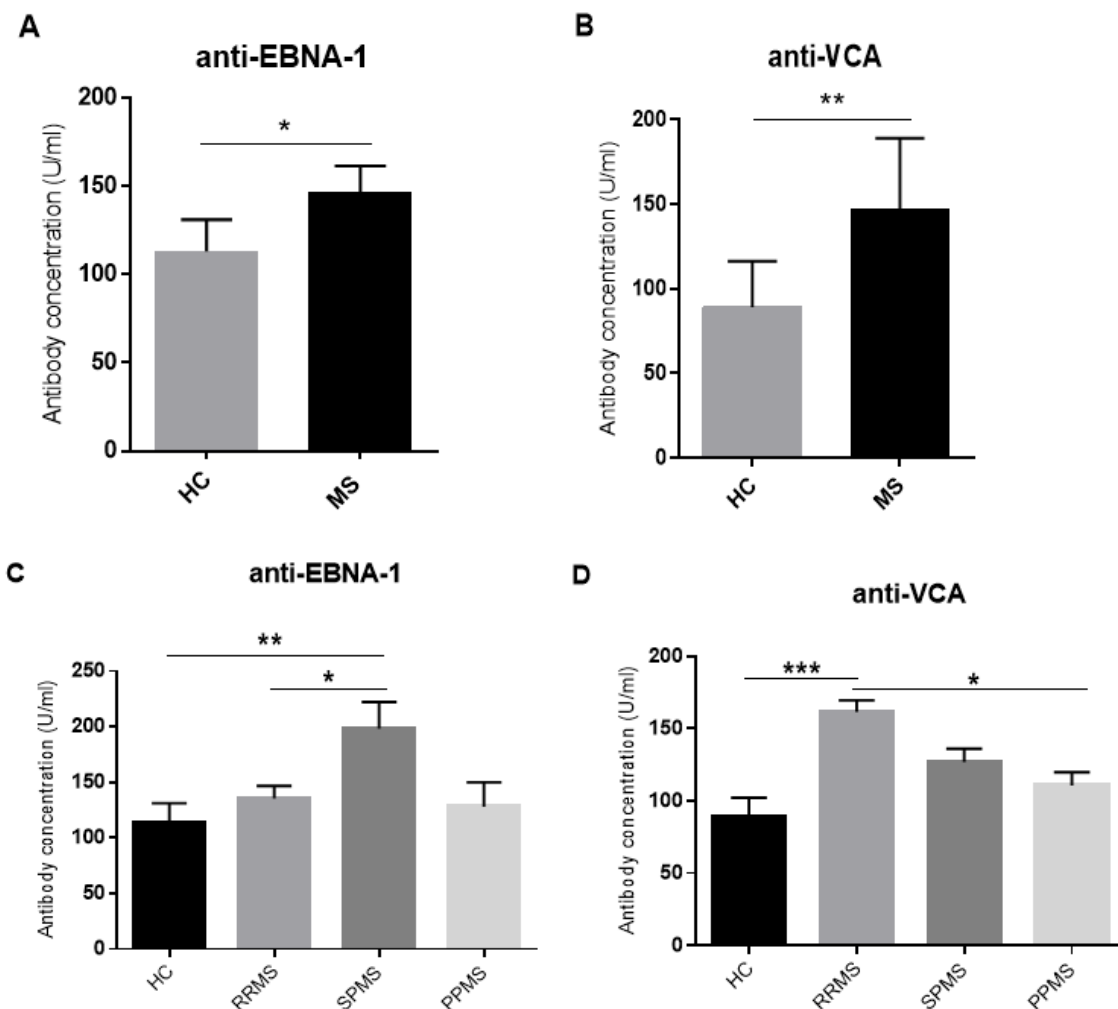 A
anti-EBNA-1
Antibody concentration (U/ml)
200
150
100
50
0
*
HC
MS
B
anti-VCA
Antibody concentration (U/ml)
200
150
100
50
0
**
HC
MS
C
anti-EBNA-1
Antibody concentration (U/ml)
250
200
150
100
50
0
**
*
HC
RRMS
SPMS
PPMS
D
anti-VCA
Antibody concentration (U/ml)
200
150
100
50
0
***
*
HC
RRMS
SPMS
PPMS